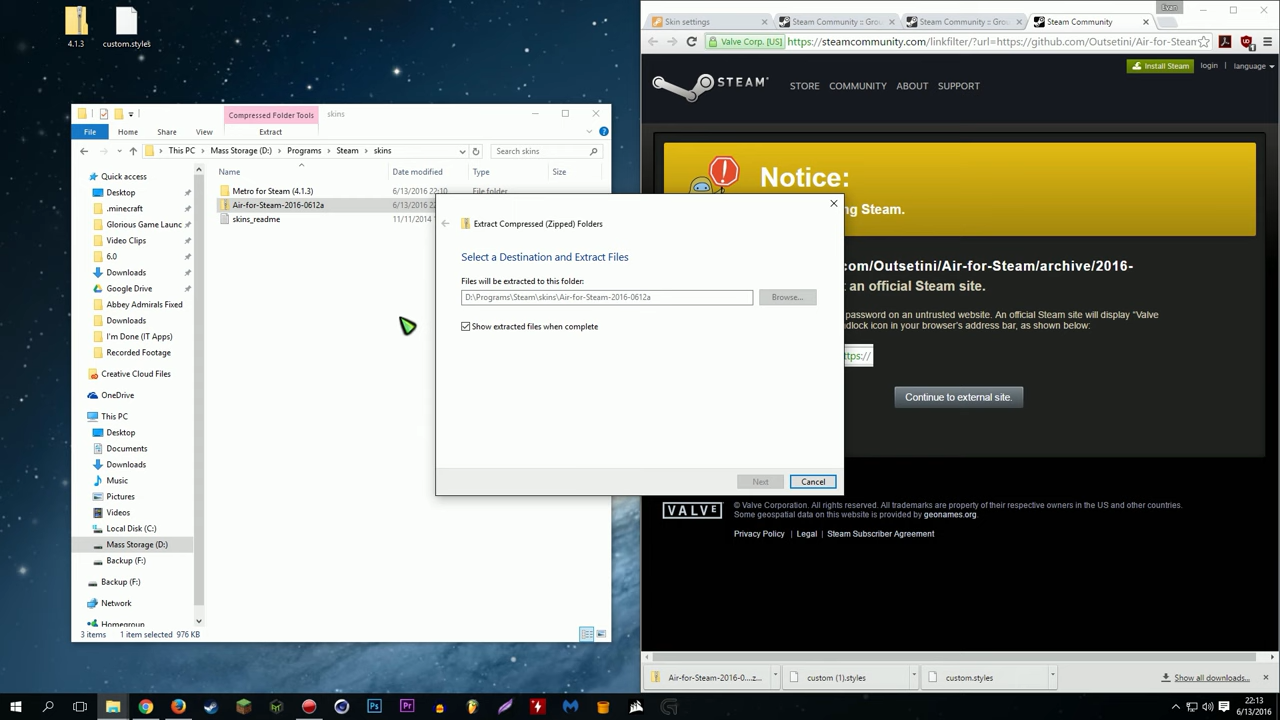 4.1.3
custom.styles
Compressed Folder Tools
skins
File
Home
Share
View
Extract
This PC
Mass Storage (D:)
Programs
Steam
skins
Search skins
Name
Date modified
Type
Size
Metro for Steam (4.1.3)
6/13/2016 22:10
File folder
Air-for-Steam-2016-0612a
6/13/2016 2
skins_readme
11/11/2014
Quick access
Desktop
.minecraft
Glorious Game Launc
Video Clips
6.0
Downloads
Google Drive
Abbey Admirals Fixed
Downloads
I'm Done (IT Apps)
Recorded Footage
Creative Cloud Files
OneDrive
This PC
Desktop
Documents
Downloads
Music
Pictures
Videos
Local Disk (C:)
Mass Storage (D:)
Backup (F:)
Backup (F:)
Network
Homegroup
3 items
1 item selected 976 KB
Extract Compressed (Zipped) Folders
Select a Destination and Extract Files
Files will be extracted to this folder:
D:\Programs\Steam\skins\Air-for-Steam-2016-0612a
Browse...
Show extracted files when complete
Next
Cancel
Evan
Skin settings
Steam Community :: Grou
Steam Community :: Grou
Steam Community
Valve Corp. [US]
https://steamcommunity.com/linkfilter/?url=https://github.com/Outsetini/Air-for-Stean
Install Steam
login
language
STEAM
STORE
COMMUNITY
ABOUT
SUPPORT
Notice:
ng Steam.
com/Outsetini/Air-for-Steam/archive/2016-
an official Steam site.
password on an untrusted website. An official Steam site will display "Valve
dlock icon in your browser's address bar, as shown below:
ttps://
Continue to external site.
VALVE
© Valve Corporation. All rights reserved. All trademarks are property of their respective owners in the US and other countries.
Some geospatial data on this website is provided by geonames.org.
Privacy Policy | Legal | Steam Subscriber Agreement
Air-for-Steam-2016-0....z...
custom (1).styles
custom.styles
Show all downloads...
22:13
6/13/2016